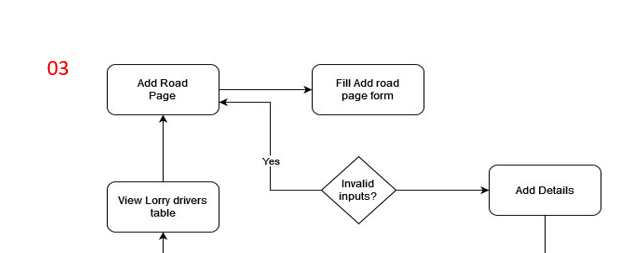 03
Add Road
Page
Fill Add road
page form
Yes
Invalid
inputs?
View Lorry drivers
table
Add Details